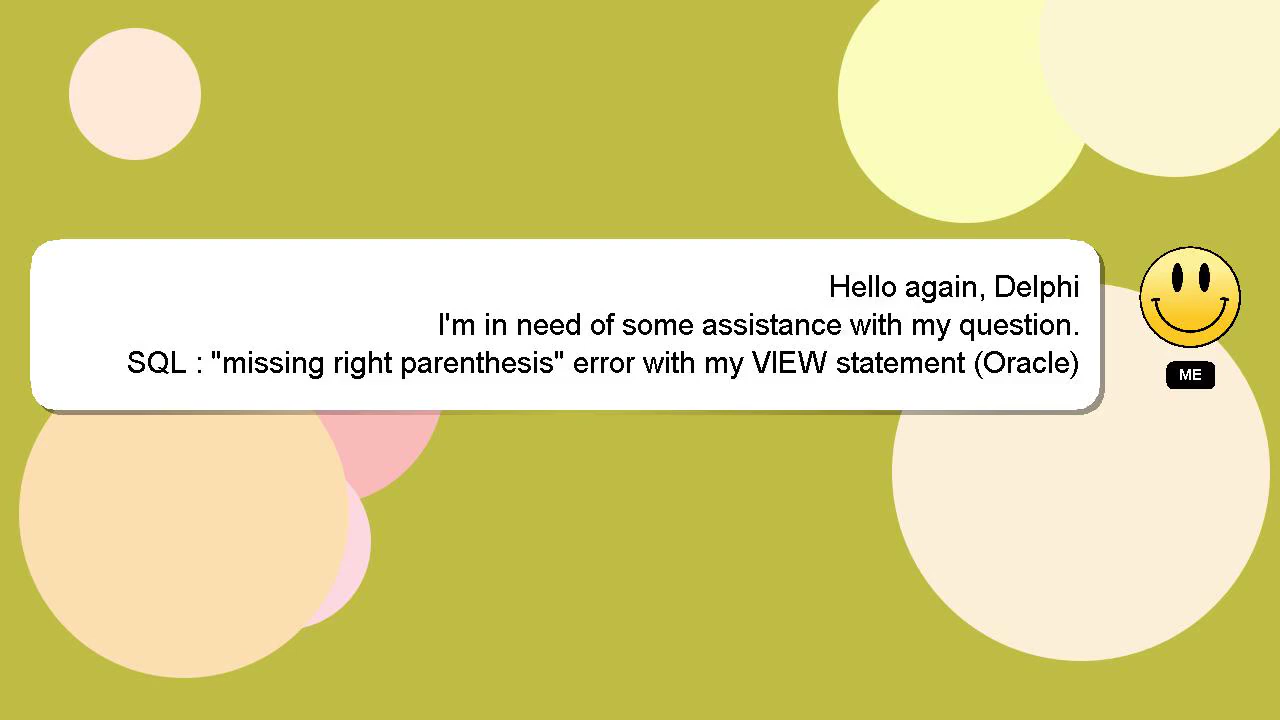 Hello again, Delphi
I'm in need of some assistance with my question.
SQL : "missing right parenthesis" error with my VIEW statement (Oracle)
ME